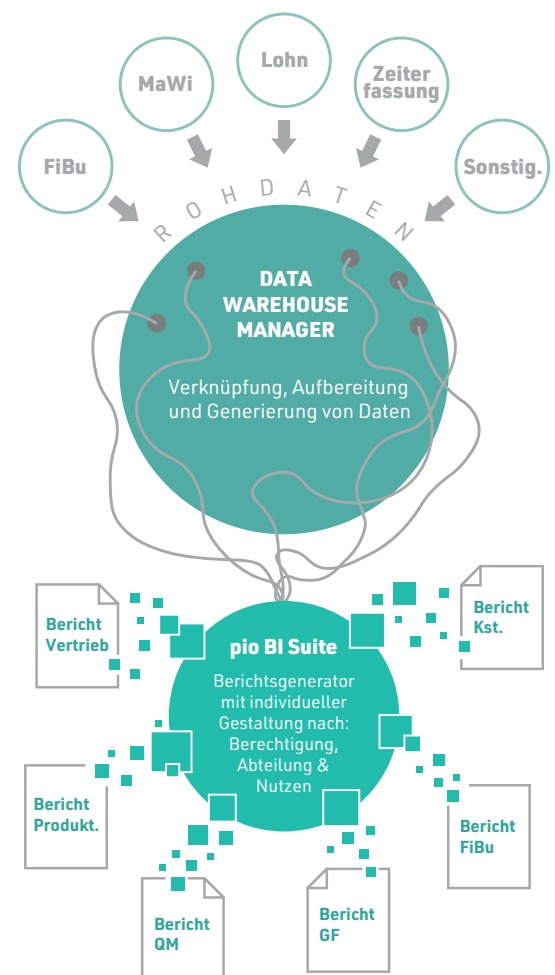 FiBu
MaWi
Lohn
Zeiter
fassung
Sonstig.
ROHDATEN
DATA
WAREHOUSE
MANAGER
Verknüpfung, Aufbereitung
und Generierung von Daten
pio BI Suite
Berichtsgenerator
mit individueller
Gestaltung nach:
Berechtigung,
Abteilung &
Nutzen
Bericht
Vertrieb
Bericht
Kst.
Bericht
Produkt.
Bericht
FiBu
Bericht
QM
Bericht
GF